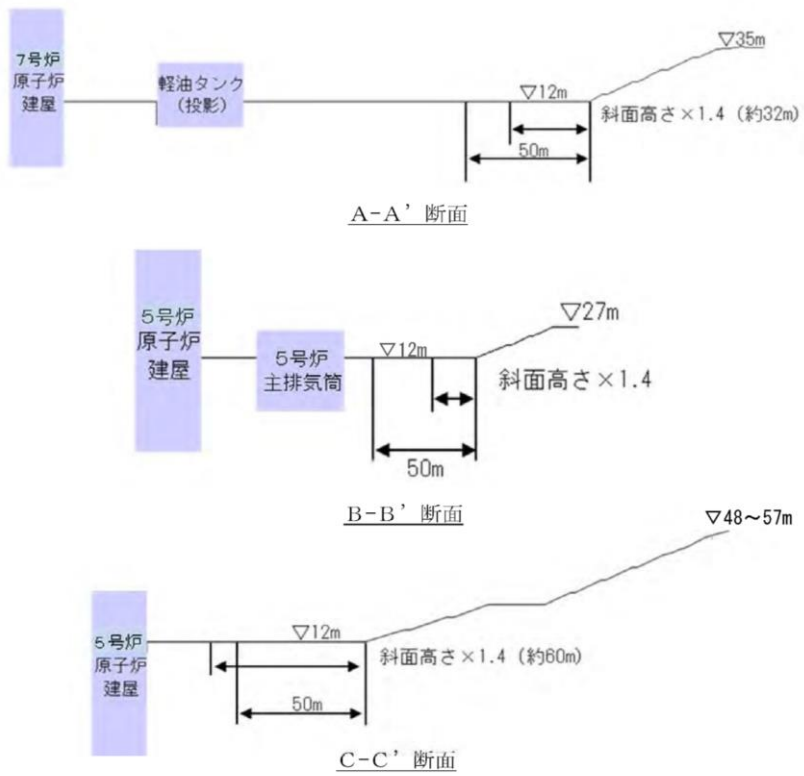 7号炉
原子炉
建屋
軽油タンク
(投影)
▽12m
▽35m
斜面高さ×1.4 (約32m)
50m
A-A’断面
5号炉
原子炉
建屋
5号炉
主排気筒
▽12m
▽27m
斜面高さ×1.4
50m
B-B’断面
▽48～57m
5号炉
原子炉
建屋
▽12m
斜面高さ×1.4 (約60m)
50m
C-C’断面